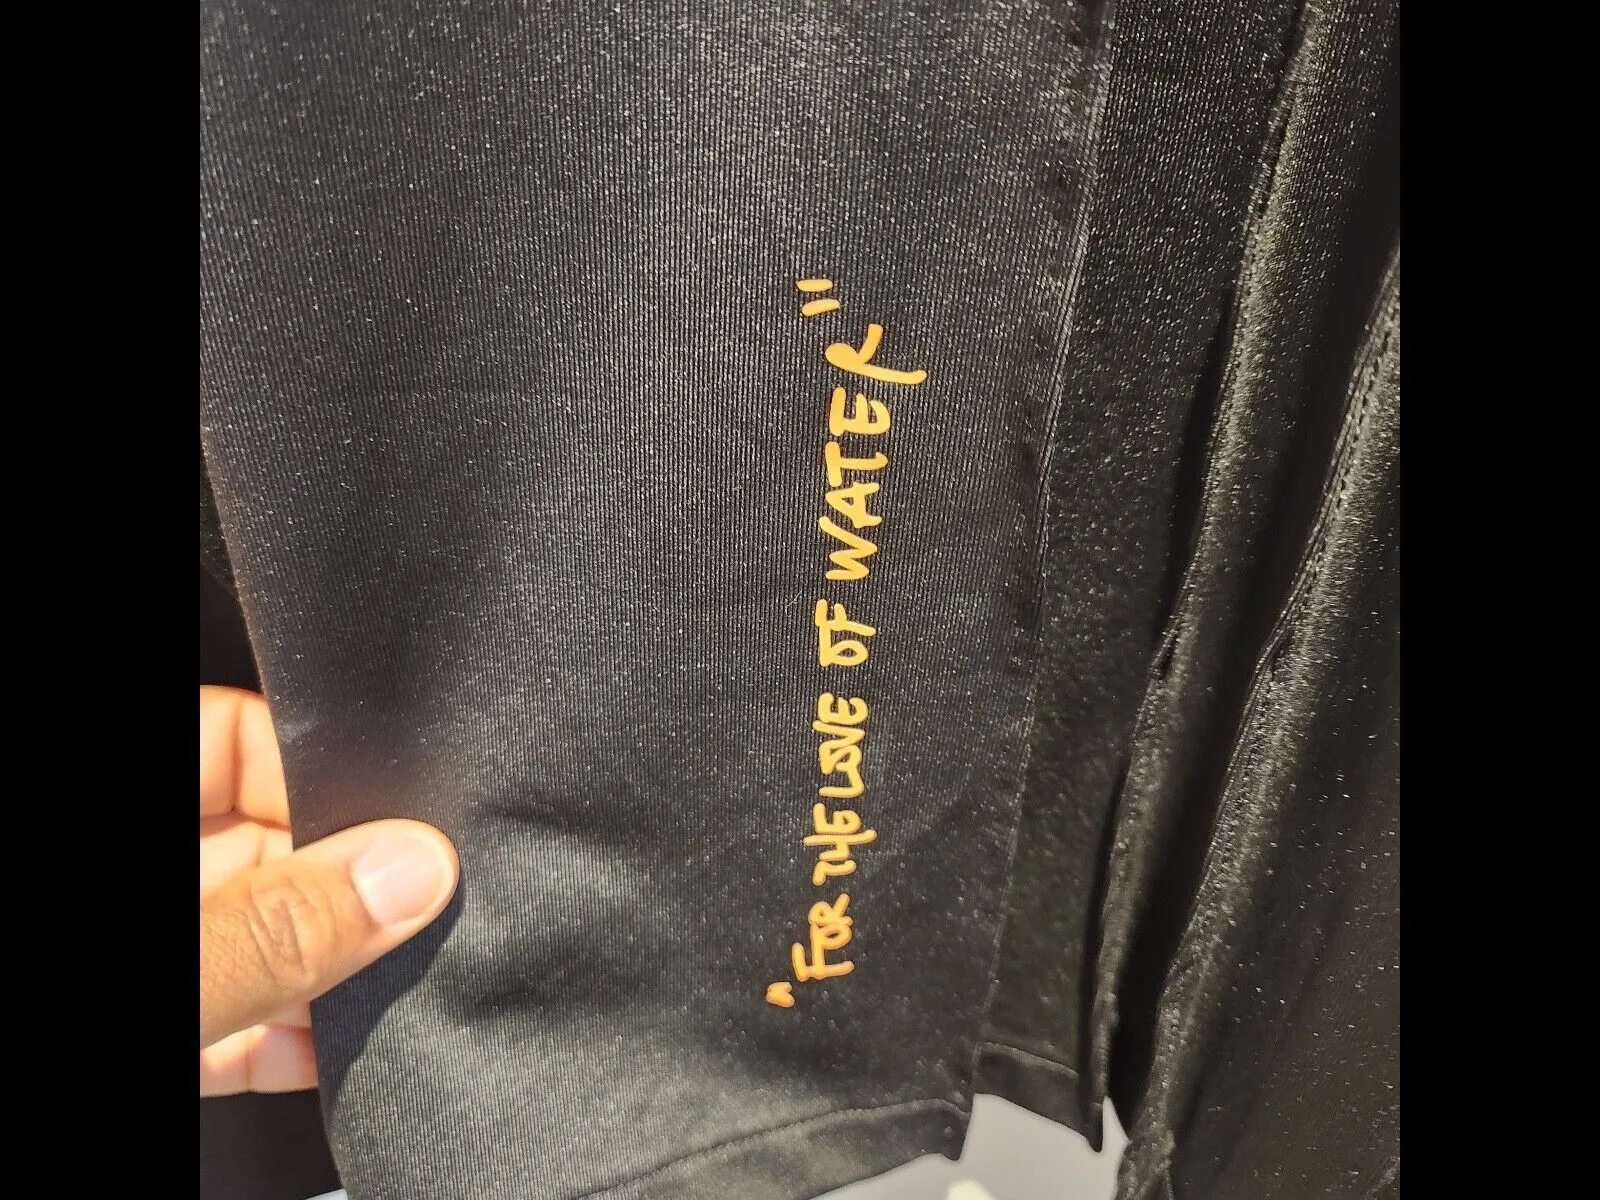 "FOR THE LOVE OF WATER"